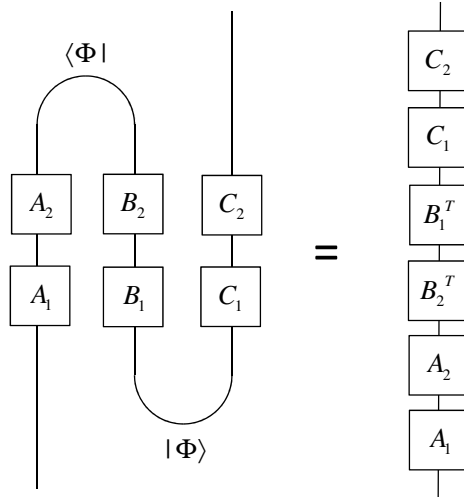 ⟨Φ|
A₂ B₂ C₂
A₁ B₁ C₁
|Φ⟩
=
C₂
C₁
B₁ᵀ
B₂ᵀ
A₂
A₁